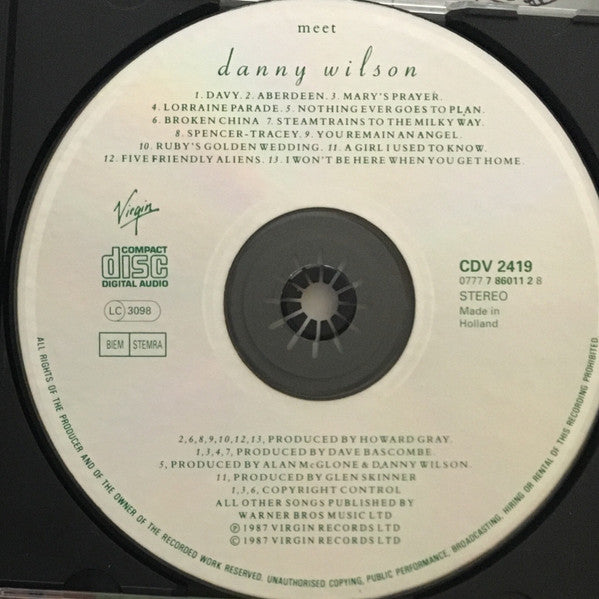 meet
danny wilson
1. DAVY. 2. ABERDEEN. 3. MARY'S PRAYER.
4. LORRAINE PARADE. 5. NOTHING EVER GOES TO PLAN.
6. BROKEN CHINA 7. STEAMTRAINS TO THE MILKY WAY.
8. SPENCER-TRACEY. 9. YOU REMAIN AN ANGEL.
10. RUBY'S GOLDEN WEDDING. 11. A GIRL I USED TO KNOW.
12. FIVE FRIENDLY ALIENS. 13. I WON'T BE HERE WHEN YOU GET HOME.
Virgin
COMPACT
disc
DIGITAL AUDIO
LC 3098
BIEM STEMRA
CDV 2419
0777 7 86011 2 8
STEREO
Made in
Holland
2,6,8,9,10,12,13, PRODUCED BY HOWARD GRAY.
1,3,4,7, PRODUCED BY DAVE BASCOMBE.
5, PRODUCED BY ALAN McGLONE & DANNY WILSON.
11, PRODUCED BY GLEN SKINNER
1,3,6, COPYRIGHT CONTROL
ALL OTHER SONGS PUBLISHED BY
WARNER BROS MUSIC LTD
℗ 1987 VIRGIN RECORDS LTD
© 1987 VIRGIN RECORDS LTD
ALL RIGHTS OF THE PRODUCER AND OF THE OWNER OF THE RECORDED WORK RESERVED. UNAUTHORISED COPYING, PUBLIC PERFORMANCE, BROADCASTING, HIRING OR RENTAL OF THIS RECORDING PROHIBITED